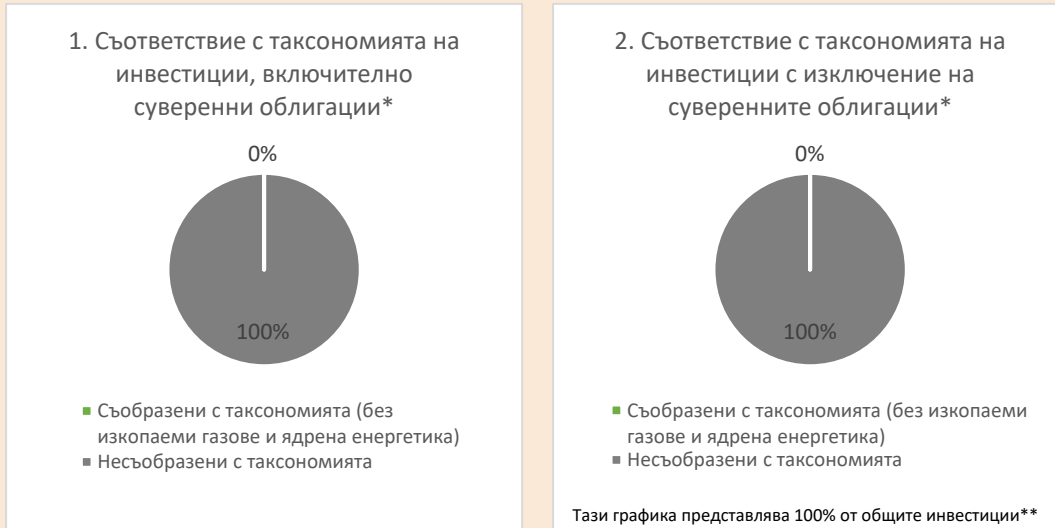 1. Съответствие с таксономията на
инвестиции, включително
суверенни облигации*
0%
100%
Съобразени с таксономията (без
изкопаеми газове и ядрена енергетика)
Несъобразени с таксономията
2. Съответствие с таксономията на
инвестиции с изключение на
суверенните облигации*
0%
100%
Съобразени с таксономията (без изкопаеми
газове и ядрена енергетика)
Несъобразени с таксономията
Тази графика представлява 100% от общите инвестиции**